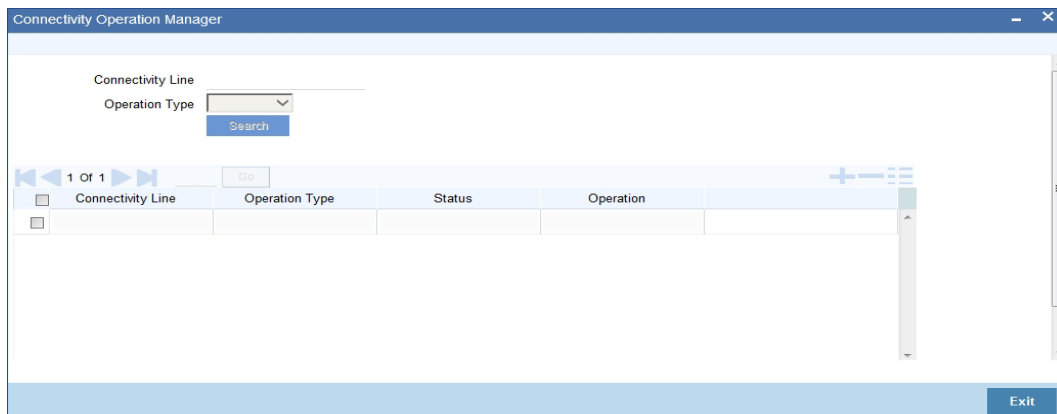 Connectivity Operation Manager
Connectivity Line
Operation Type
Search
1 Of 1 Go
Connectivity Line Operation Type Status Operation
Exit